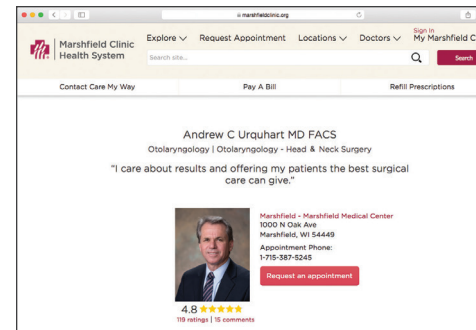 marshfieldclinic.org
Sign In
Explore Request Appointment Locations Doctors My Marshfield C
Marshfield Clinic
Health System
Search site... Search
Contact Care My Way Pay A Bill Refill Prescriptions
Andrew C Urquhart MD FACS
Otolaryngology | Otolaryngology - Head & Neck Surgery
"I care about results and offering my patients the best surgical
care can give."
Marshfield - Marshfield Medical Center
1000 N Oak Ave
Marshfield, WI 54449
Appointment Phone:
1-715-387-5245
Request an appointment
4.8
119 ratings | 15 comments